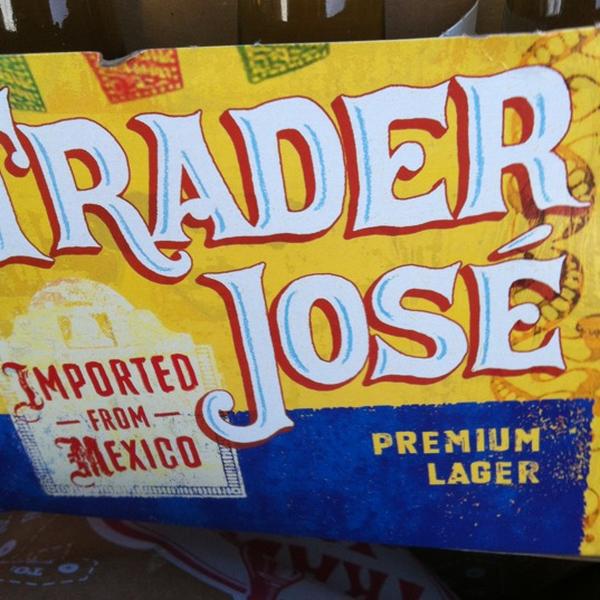 TRADER
JOSÉ
IMPORTED
FROM
MEXICO
PREMIUM
LAGER